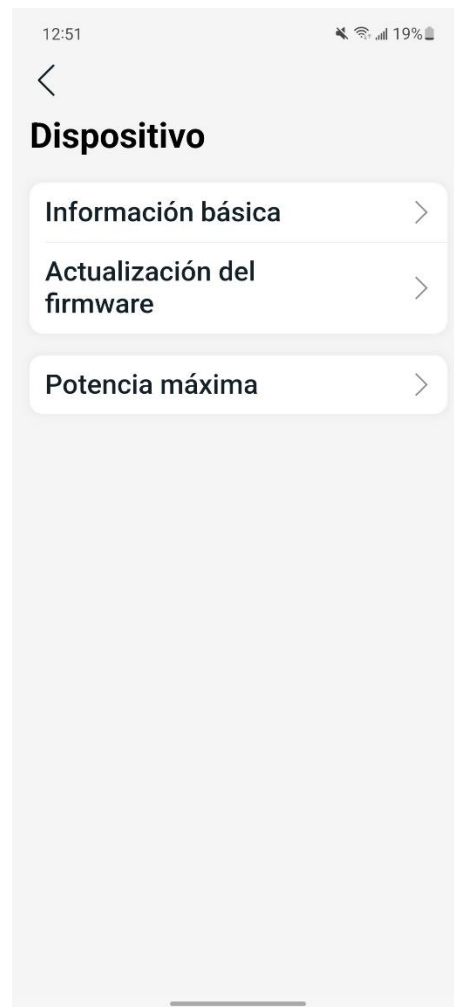 12:51
19%
Dispositivo
Información básica
Actualización del
firmware
Potencia máxima